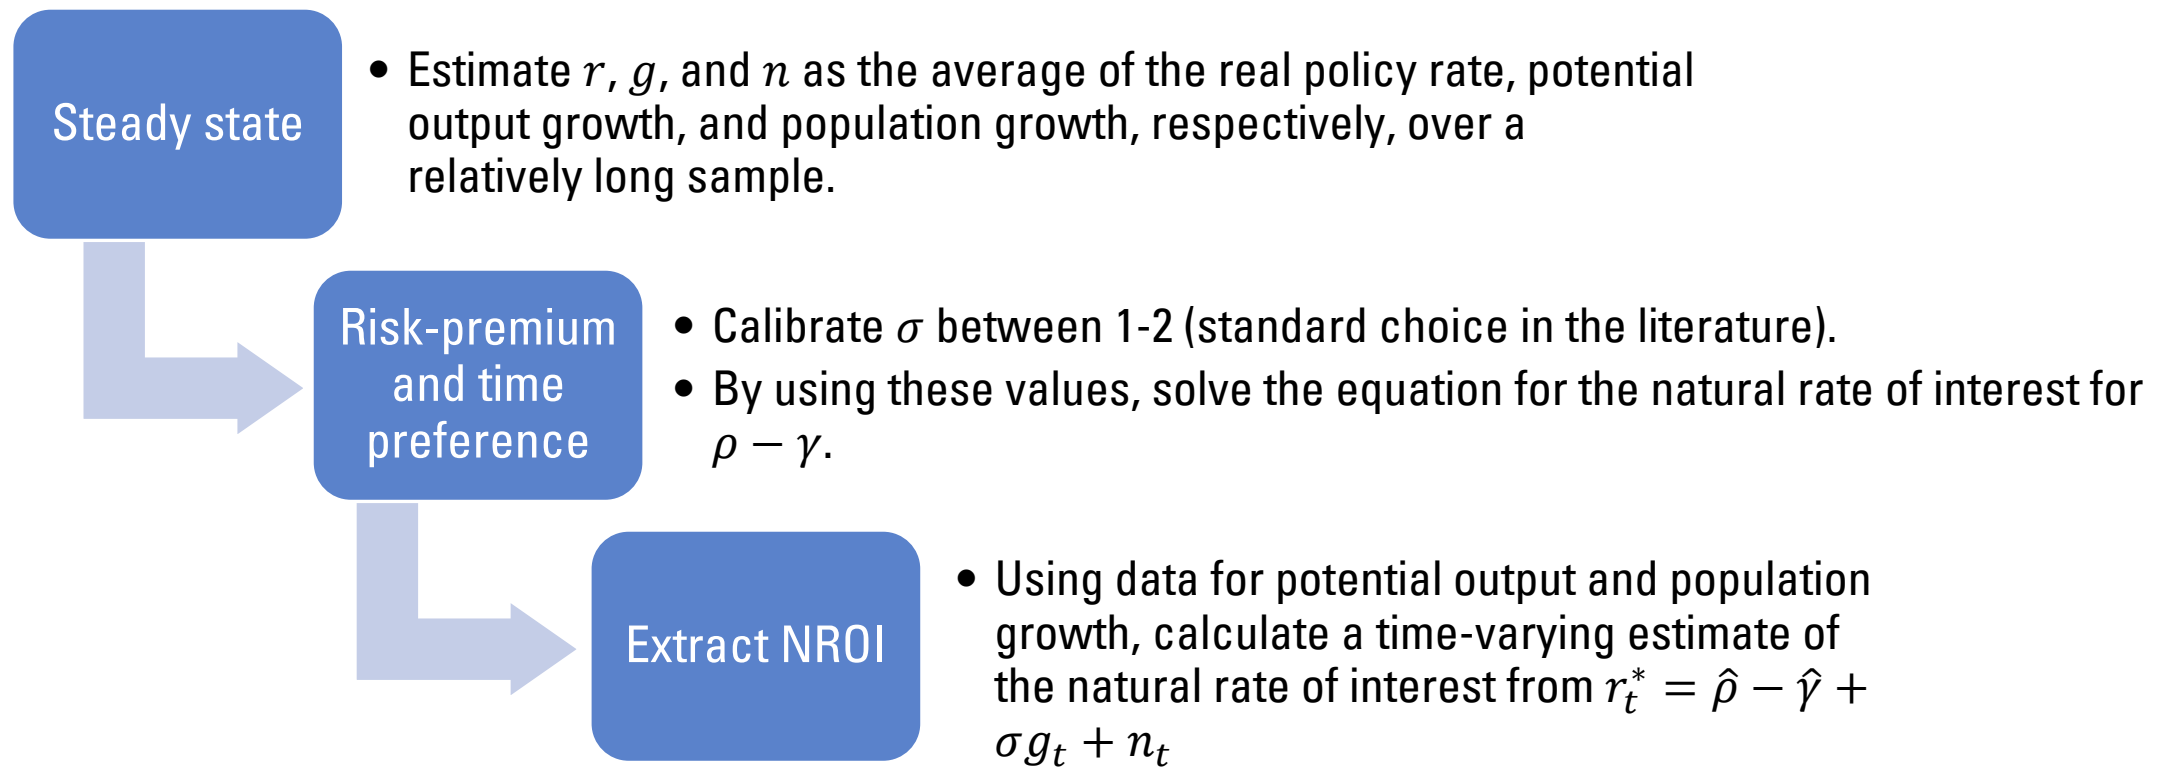 Steady state
• Estimate r, g, and n as the average of the real policy rate, potential
output growth, and population growth, respectively, over a
relatively long sample.
Risk-premium
and time
preference
• Calibrate σ between 1-2 (standard choice in the literature).
• By using these values, solve the equation for the natural rate of interest for
ρ − γ.
Extract NROI
• Using data for potential output and population
growth, calculate a time-varying estimate of
the natural rate of interest from r*ₜ = ρ̂ − γ̂ +
σgₜ + nₜ